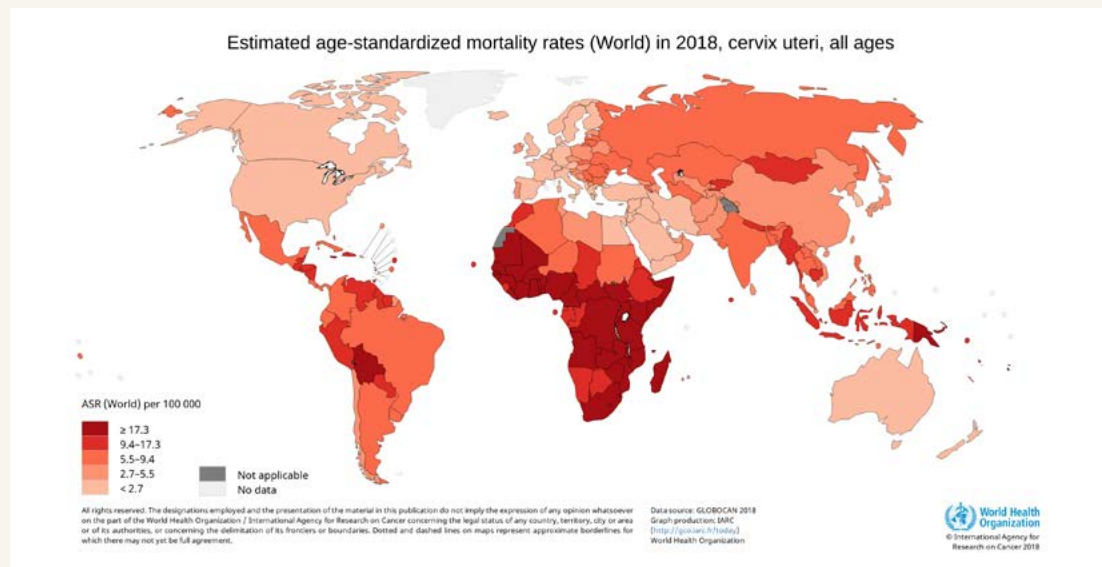 Estimated age-standardized mortality rates (World) in 2018, cervix uteri, all ages
ASR (World) per 100 000
≥ 17.3
9.4–17.3
5.5–9.4
2.7–5.5
< 2.7
Not applicable
No data
All rights reserved. The designations employed and the presentation of the material in this publication do not imply the expression of any opinion whatsoever
on the part of the World Health Organization / International Agency for Research on Cancer concerning the legal status of any country, territory, city or area
or of its authorities, or concerning the delimitation of its frontiers or boundaries. Dotted and dashed lines on maps represent approximate borderlines for
which there may not yet be full agreement.
Data source: GLOBOCAN 2018
Graph production: IARC
(http://gco.iarc.fr/today)
World Health Organization
World Health
Organization
© International Agency for
Research on Cancer 2018